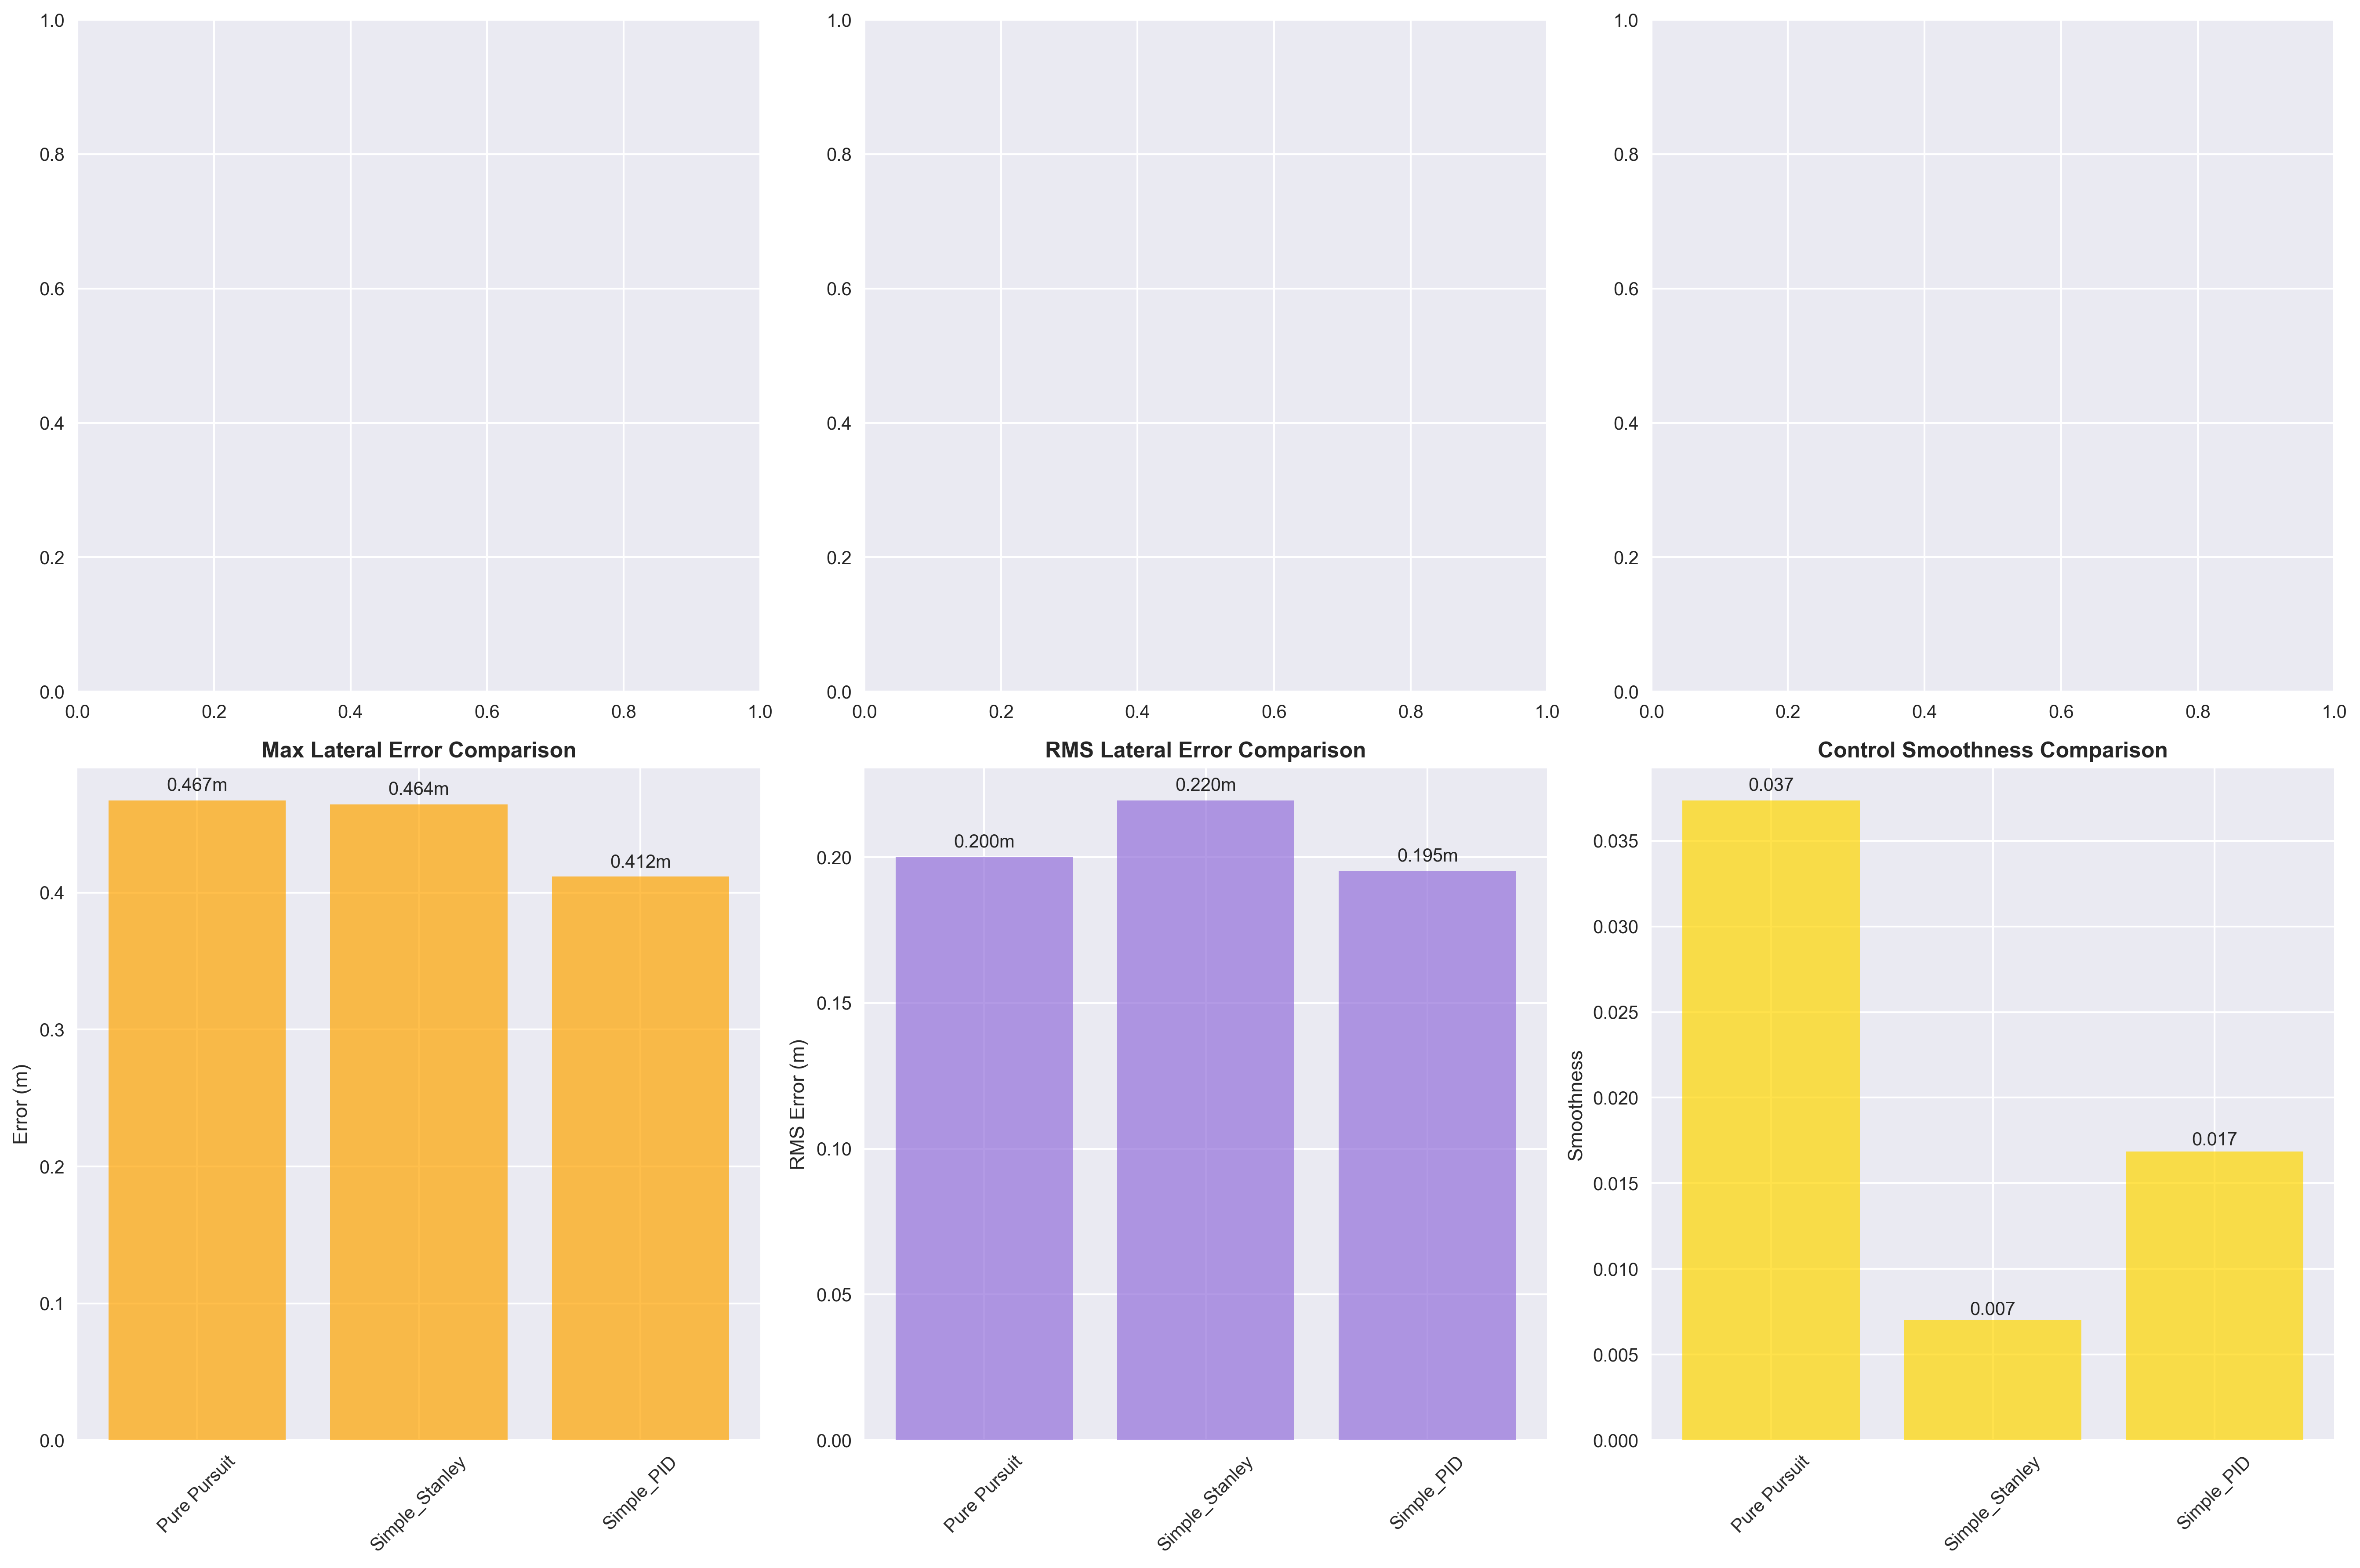 1.0
0.8
0.6
0.4
0.2
0.0
0.0 0.2 0.4 0.6 0.8 1.0
1.0
0.8
0.6
0.4
0.2
0.0
0.0 0.2 0.4 0.6 0.8 1.0
1.0
0.8
0.6
0.4
0.2
0.0
0.0 0.2 0.4 0.6 0.8 1.0
Max Lateral Error Comparison
0.467m
0.464m
0.412m
0.4
0.3
0.2
0.1
0.0
Error (m)
Pure Pursuit
Simple_Stanley
Simple_PID
RMS Lateral Error Comparison
0.200m
0.220m
0.195m
0.20
0.15
0.10
0.05
0.00
RMS Error (m)
Pure Pursuit
Simple_Stanley
Simple_PID
Control Smoothness Comparison
0.037
0.007
0.017
0.035
0.030
0.025
0.020
0.015
0.010
0.005
0.000
Smoothness
Pure Pursuit
Simple_Stanley
Simple_PID